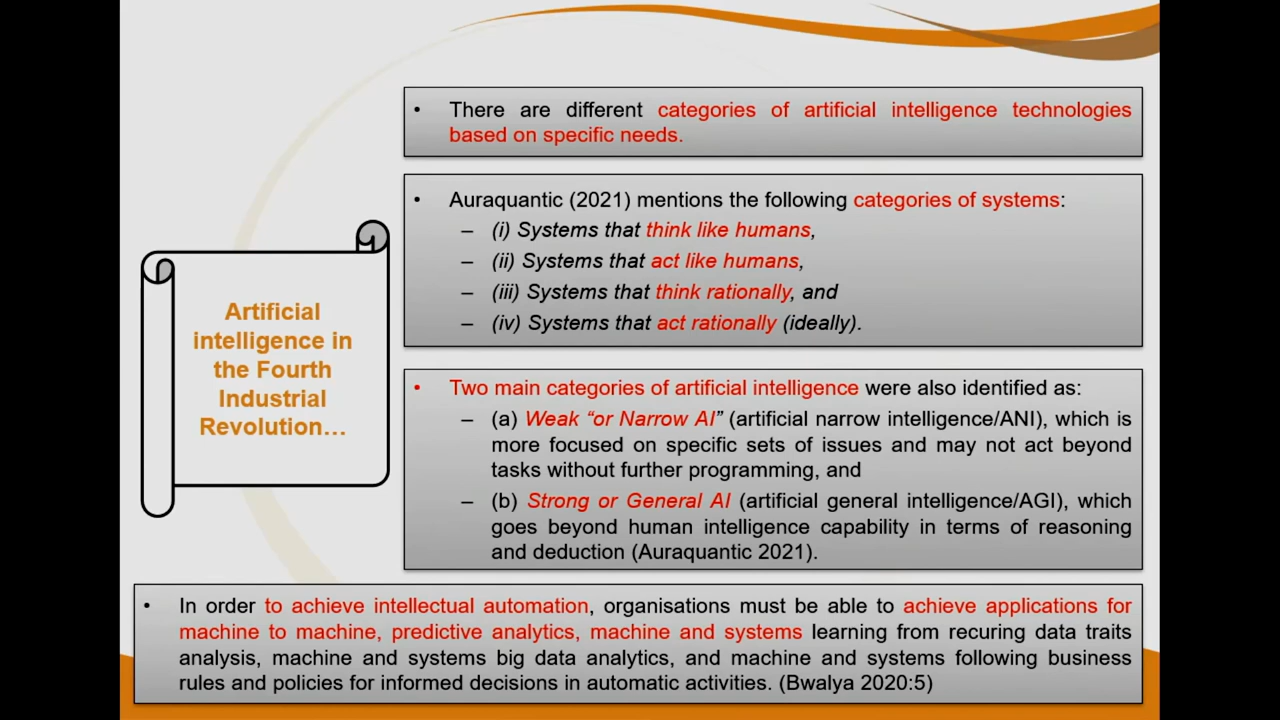 Artificial
intelligence in
the Fourth
Industrial
Revolution…
• There are different categories of artificial intelligence technologies
based on specific needs.
• Auraquantic (2021) mentions the following categories of systems:
– (i) Systems that think like humans,
– (ii) Systems that act like humans,
– (iii) Systems that think rationally, and
– (iv) Systems that act rationally (ideally).
• Two main categories of artificial intelligence were also identified as:
– (a) Weak “or Narrow AI” (artificial narrow intelligence/ANI), which is
more focused on specific sets of issues and may not act beyond
tasks without further programming, and
– (b) Strong or General AI (artificial general intelligence/AGI), which
goes beyond human intelligence capability in terms of reasoning
and deduction (Auraquantic 2021).
• In order to achieve intellectual automation, organisations must be able to achieve applications for
machine to machine, predictive analytics, machine and systems learning from recuring data traits
analysis, machine and systems big data analytics, and machine and systems following business
rules and policies for informed decisions in automatic activities. (Bwalya 2020:5)